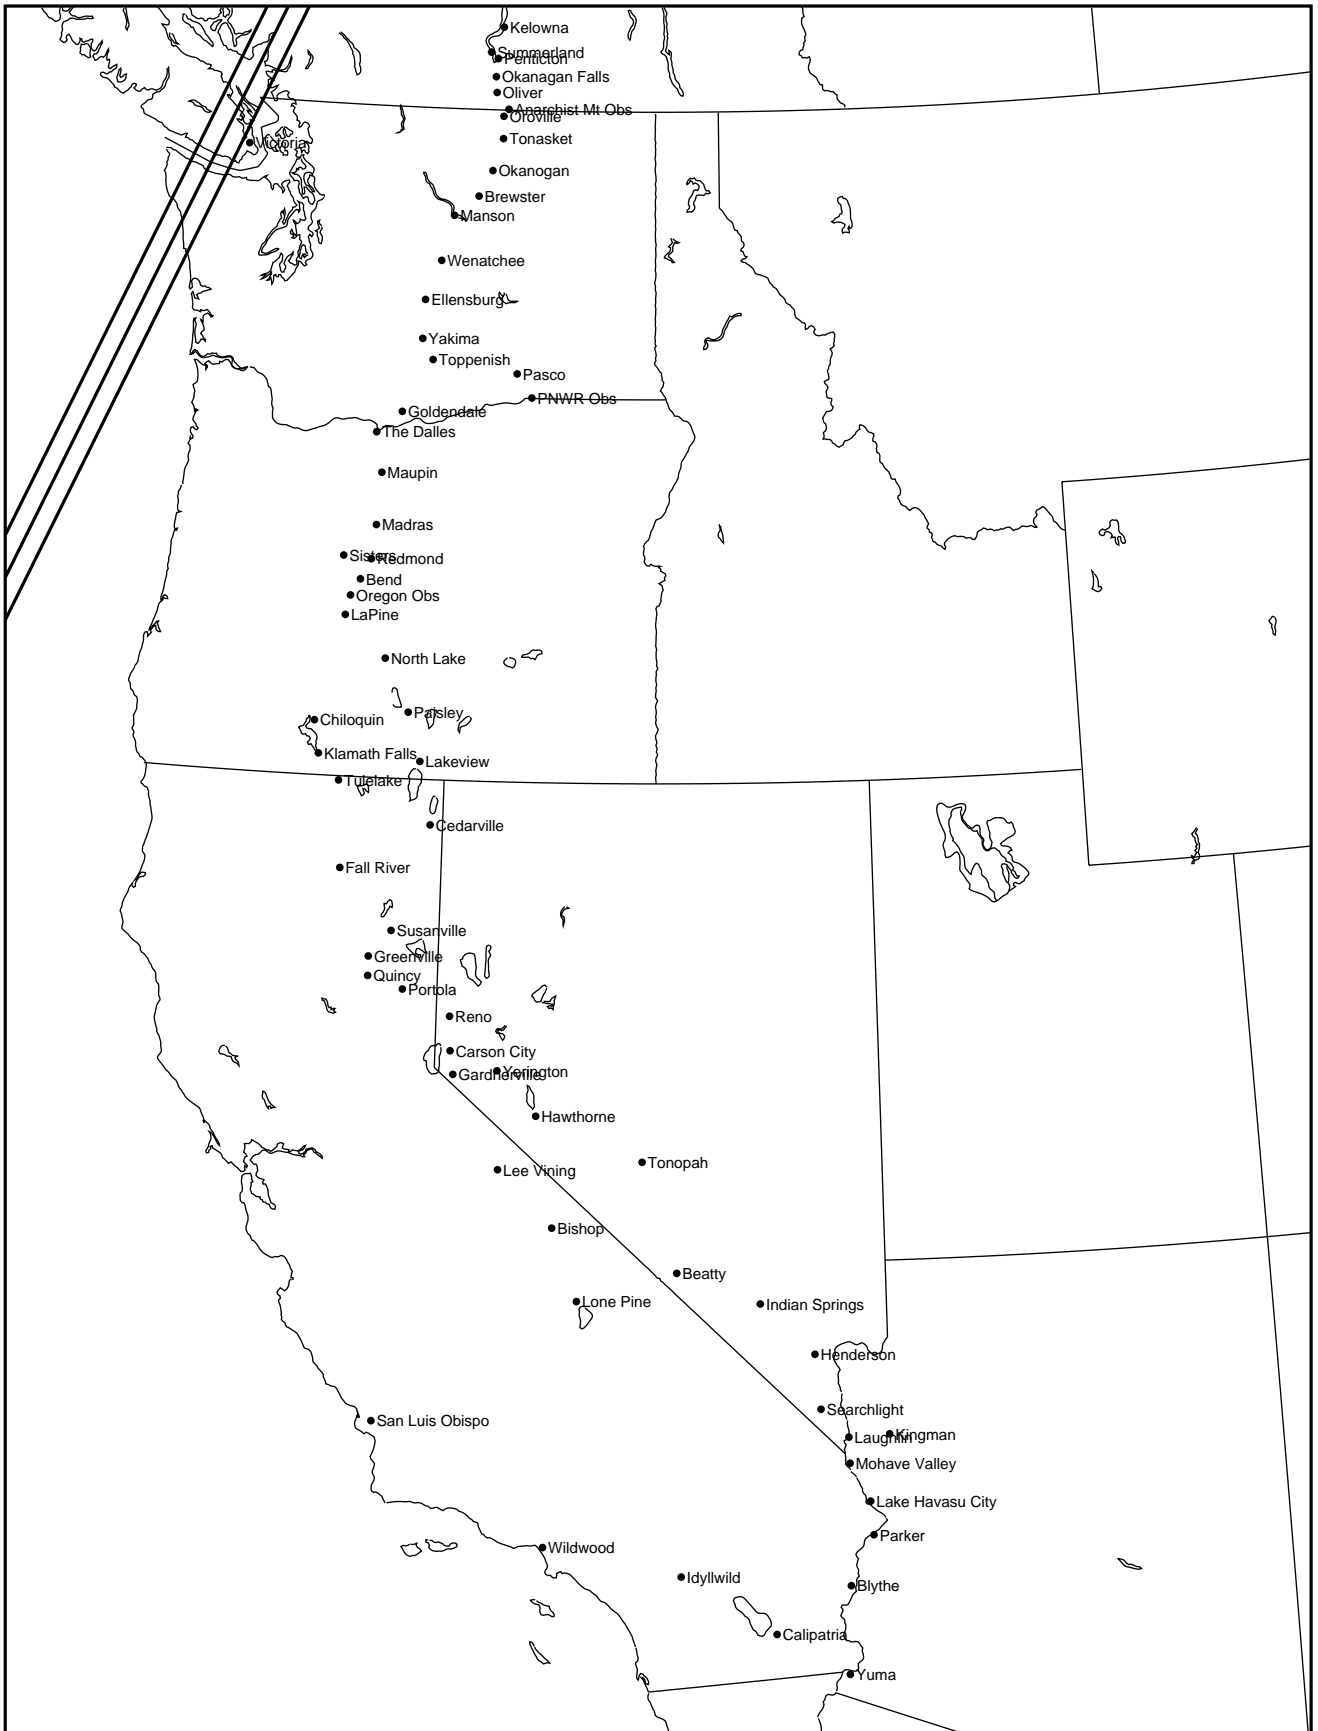 Kelowna
Summerland
Penticton
Okanagan Falls
Oliver
Anarchist Mt Obs
Oroville
Tonasket
Victoria
Okanogan
Brewster
Manson
Wenatchee
Ellensburg
Yakima
Toppenish
Pasco
PNWR Obs
Goldendale
The Dalles
Maupin
Madras
Sisters
Redmond
Bend
Oregon Obs
LaPine
North Lake
Paisley
Chiloquin
Klamath Falls
Lakeview
Tulelake
Cedarville
Fall River
Susanville
Greenville
Quincy
Portola
Reno
Carson City
Yerington
Gardnerville
Hawthorne
Tonopah
Lee Vining
Bishop
Beatty
Lone Pine
Indian Springs
Henderson
Searchlight
San Luis Obispo
Kingman
Laughlin
Mohave Valley
Lake Havasu City
Parker
Wildwood
Idyllwild
Blythe
Calipatria
Yuma